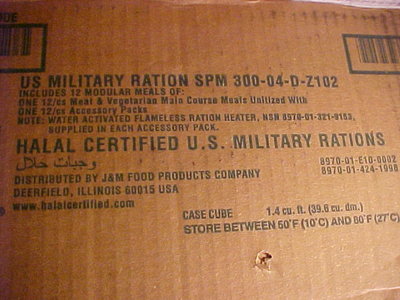 US MILITARY RATION SPM 300-04-D-Z102
INCLUDES 12 MODULAR MEALS OF:
ONE 12/cs Meat & Vegetarian Main Course Meals Unitized With
ONE 12/cs Accessory Packs
NOTE: WATER ACTIVATED FLAMELESS RATION HEATER, NSN 8970-01-321-9153,
SUPPLIED IN EACH ACCESSORY PACK.
HALAL CERTIFIED U.S. MILITARY RATIONS
وجبات حلال
8970-01-E10-0002
8970-01-424-1998
DISTRIBUTED BY J&M FOOD PRODUCTS COMPANY
DEERFIELD, ILLINOIS 60015 USA
www.halalcertified.com
CASE CUBE 1.4 cu. ft. (39.6 cu. dm.)
STORE BETWEEN 50°F (10°C) AND 80°F (27°C)